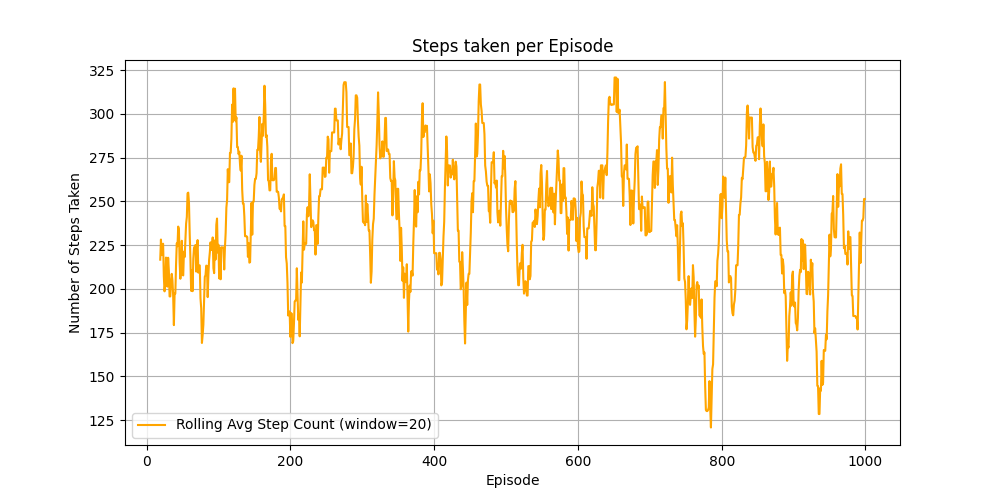 Steps taken per Episode
Number of Steps Taken
325
300
275
250
225
200
175
150
125
Rolling Avg Step Count (window=20)
0 200 400 600 800 1000
Episode